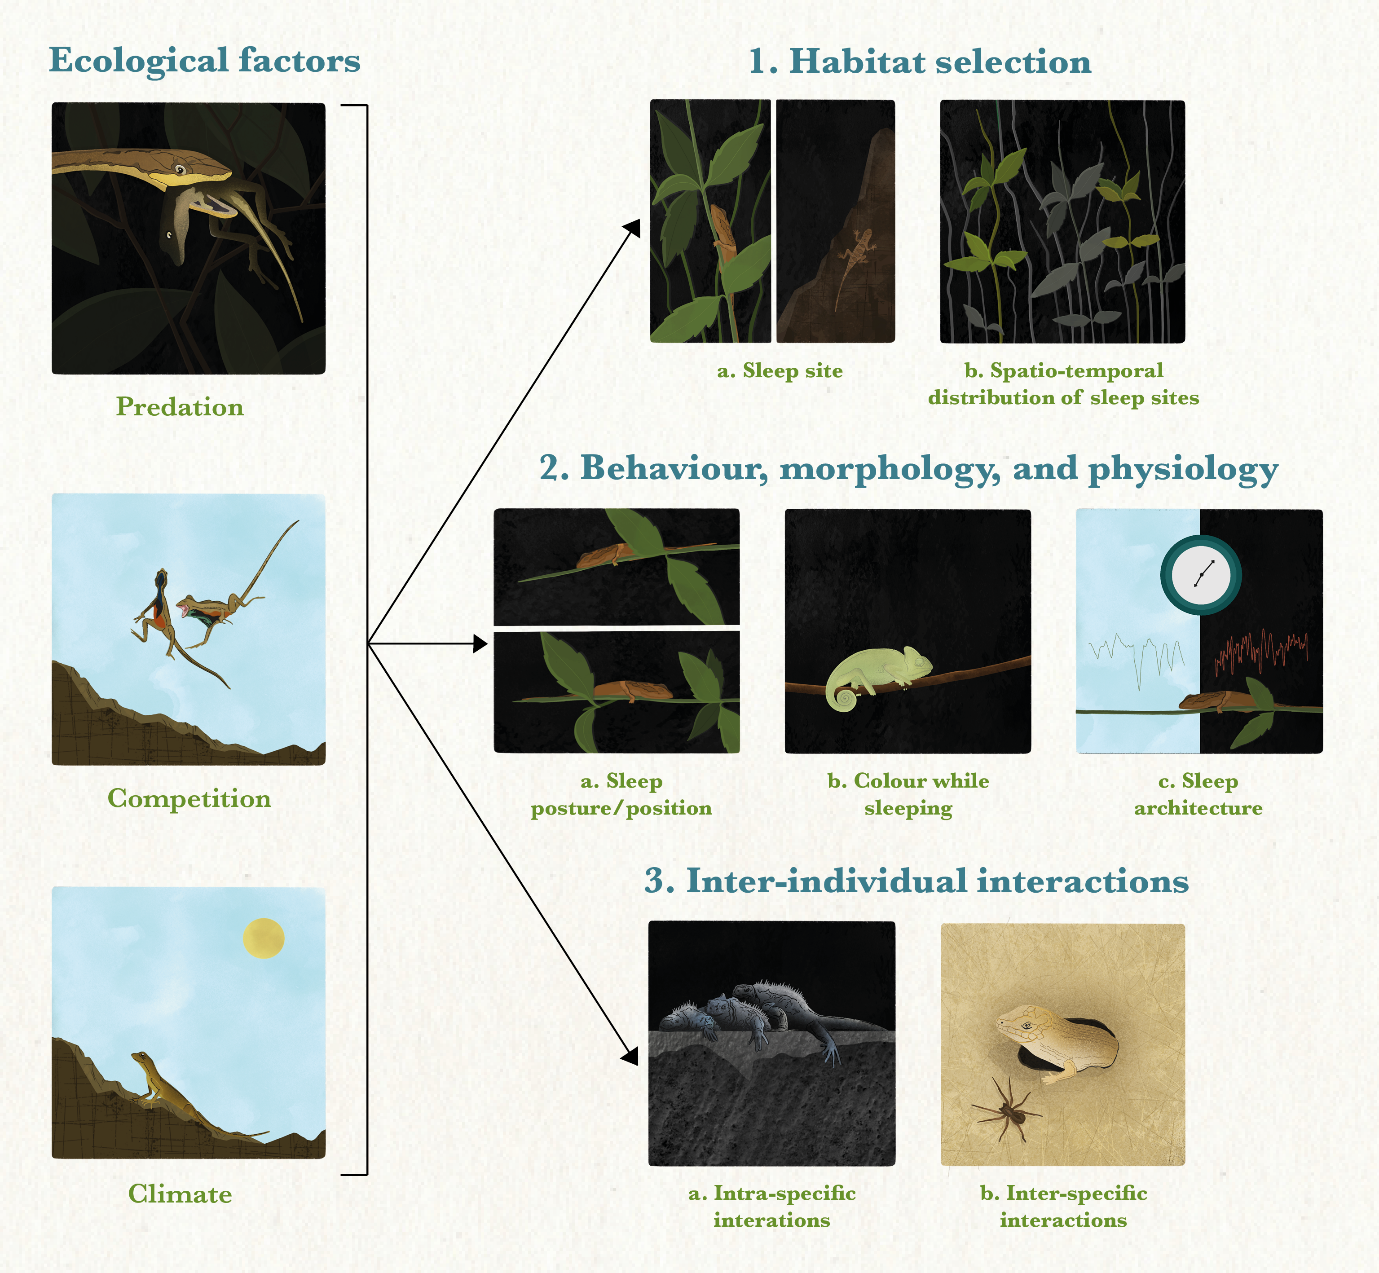 Ecological factors
Predation
Competition
Climate
1. Habitat selection
a. Sleep site
b. Spatio-temporal
distribution of sleep sites
2. Behaviour, morphology, and physiology
a. Sleep
posture/position
b. Colour while
sleeping
c. Sleep
architecture
3. Inter-individual interactions
a. Intra-specific
interations
b. Inter-specific
interactions